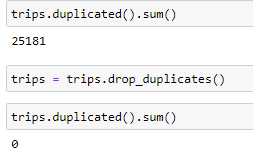 trips.duplicated().sum()
25181
trips = trips.drop_duplicates()
trips.duplicated().sum()
0